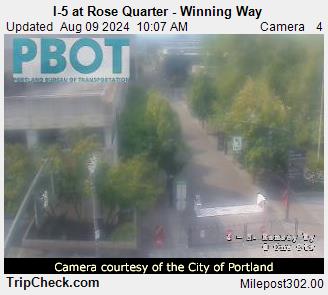 I-5 at Rose Quarter - Winning Way
Updated Aug 09 2024 10:07 AM Camera 4
PBOT
PORTLAND BUREAU OF TRANSPORTATION
Camera courtesy of the City of Portland
TripCheck.com Milepost302.00